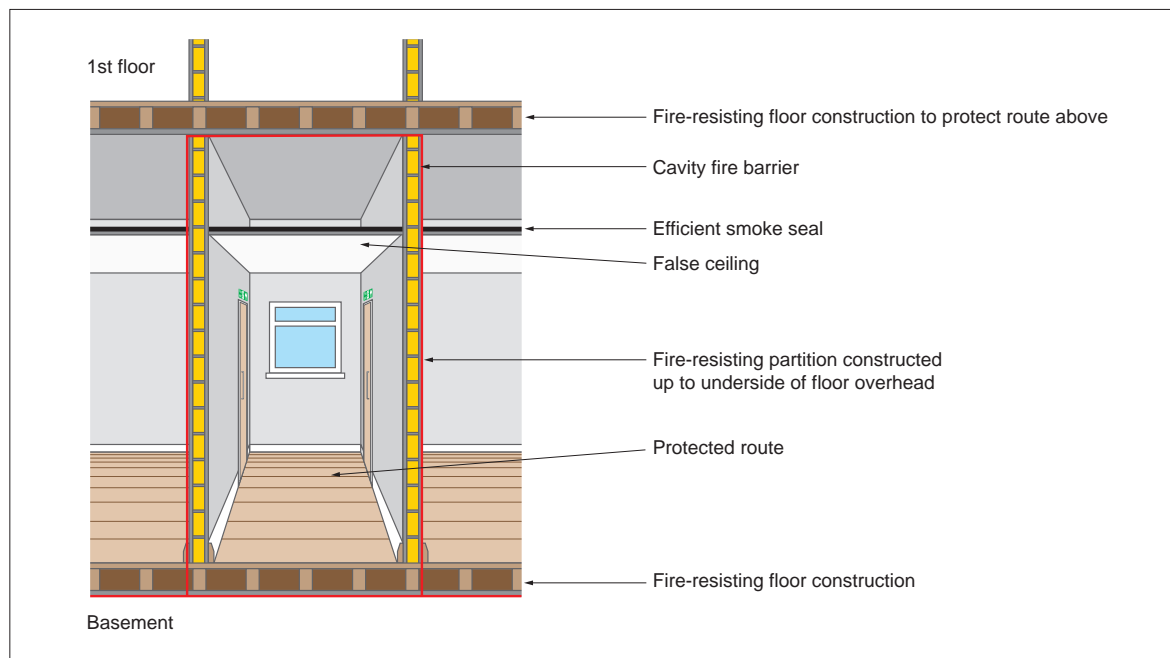 1st floor
Fire-resisting floor construction to protect route above
Cavity fire barrier
Efficient smoke seal
False ceiling
Fire-resisting partition constructed
up to underside of floor overhead
Protected route
Fire-resisting floor construction
Basement